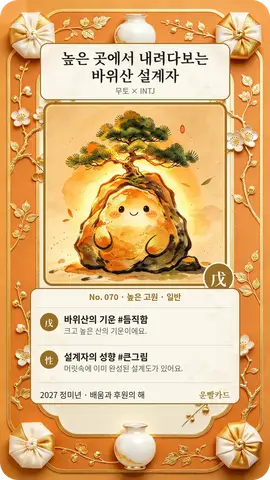 높은 곳에서 내려다보는
바위산 설계자
무토 × INTJ
戊
No. 070 · 높은 고원 · 일반
戊
바위산의 기운 #듬직함
크고 높은 산의 기운이에요.
性
설계자의 성향 #큰그림
머릿속에 이미 완성된 설계도가 있어요.
2027 정미년 · 배움과 후원의 해
운빨카드